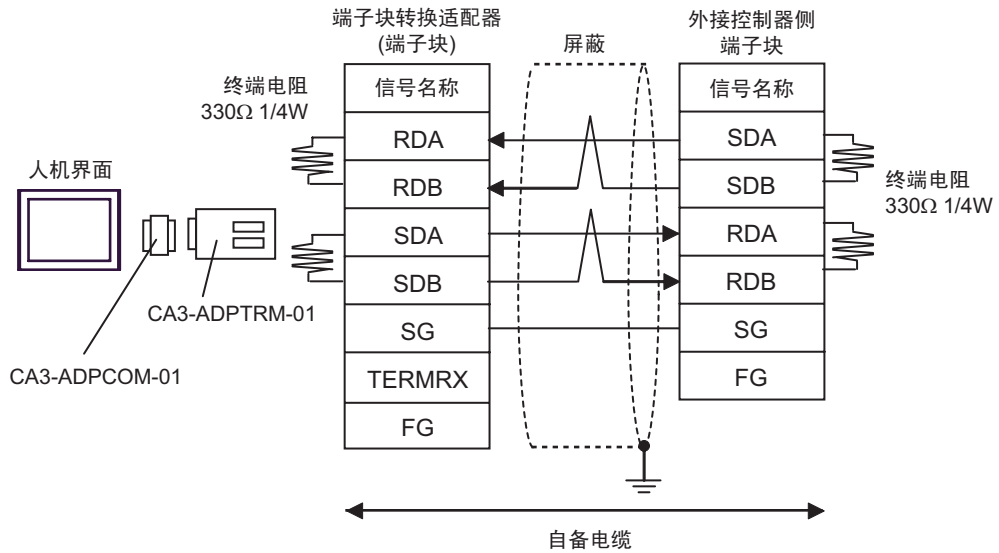 端子块转换适配器
(端子块)
屏蔽
外接控制器侧
端子块
终端电阻
330Ω 1/4W
信号名称
RDA
RDB
SDA
SDB
SG
TERMRX
FG
信号名称
SDA
SDB
RDA
RDB
SG
FG
终端电阻
330Ω 1/4W
人机界面
CA3-ADPTRM-01
CA3-ADPCOM-01
自备电缆